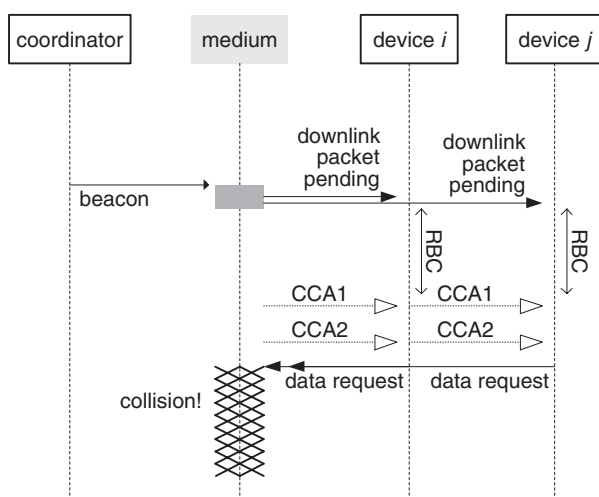 coordinator
medium
device i
device j
downlink
packet
pending
downlink
packet
pending
beacon
RBC
RBC
CCA1
CCA1
CCA2
CCA2
data request
data request
collision!